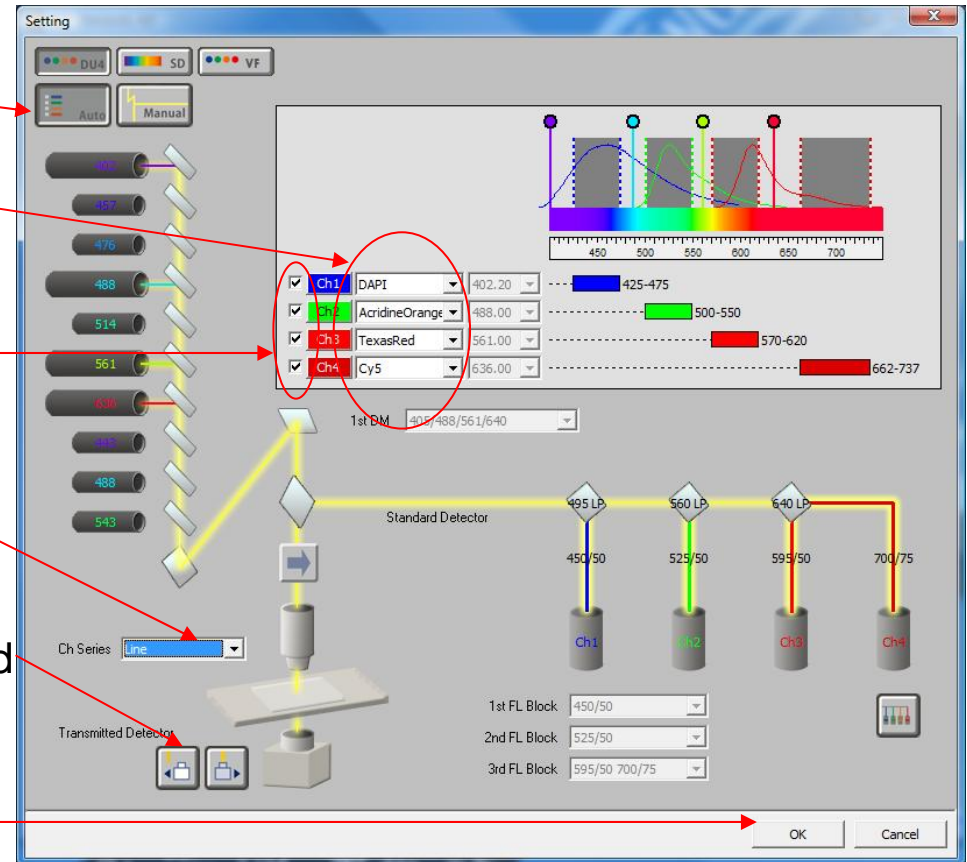 Setting
DU4 SD VF
Auto Manual
402
457
476
488
514
561
636
443
488
543
450 500 550 600 650 700
Ch1 DAPI 402.20 425-475
Ch2 AcridineOrange 488.00 500-550
Ch3 TexasRed 561.00 570-620
Ch4 Cy5 636.00 662-737
1st DM 405/488/561/640
Standard Detector
495 LP 560 LP 640 LP
450/50 525/50 595/50 700/75
Ch1 Ch2 Ch3 Ch4
Ch Series Line
d
Transmitted Detector
1st FL Block 450/50
2nd FL Block 525/50
3rd FL Block 595/50 700/75
OK Cancel